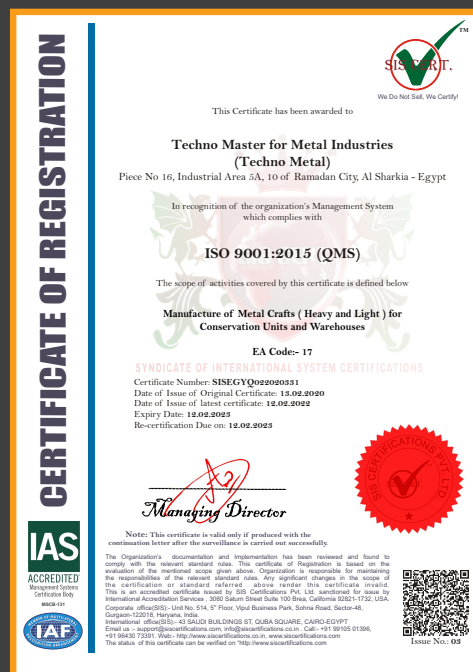 CERTIFICATE OF REGISTRATION
SIS CERT.
TM
We Do Not Sell, We Certify!
This Certificate has been awarded to
Techno Master for Metal Industries
(Techno Metal)
Piece No 16, Industrial Area 5A, 10 of Ramadan City, Al Sharkia - Egypt
In recognition of the organization's Management System
which complies with
ISO 9001:2015 (QMS)
The scope of activities covered by this certificate is defined below
Manufacture of Metal Crafts ( Heavy and Light ) for
Conservation Units and Warehouses
EA Code:- 17
SYNDICATE OF INTERNATIONAL SYSTEM CERTIFICATIONS
Certificate Number: SISEGYQ022020331
Date of Issue of Original Certificate: 13.02.2020
Date of Issue of latest certificate: 12.02.2022
Expiry Date: 12.02.2023
Re-certification Due on: 12.02.2023
Managing Director
SIS CERTIFICATIONS PVT. LTD
Note: This certificate is valid only if produced with the
continuation letter after the surveillance is carried out successfully.
The Organization's documentation and Implementation has been reviewed and found to
comply with the relevant standard rules. This certificate of Registration is based on the
evaluation of the mentioned scope given above. Organization is responsible for maintaining
the responsibilities of the relevant standard rules. Any significant changes in the scope of
the certification or standard referred above render this certificate invalid.
This is an accredited certificate issued by SIS Certifications Pvt. Ltd. sanctioned for issue by
International Accreditation Services , 3060 Saturn Street Suite 100 Brea, California 92821-1732, USA.
Corporate office(SIS):- Unit No. 514, 5th Floor, Vipul Business Park, Sohna Road, Sector-48,
Gurgaon-122018, Haryana, India.
International office(SIS):- 43 SAUDI BUILDINGS ST, QUBA SQUARE, CAIRO-EGYPT
Email us :- support@siscertifications.com, info@siscertifications.co.in . Call:- +91 99105 01396,
+91 96430 73391. Web:- http://www.siscertifications.co.in, www.siscertifications.com
The status of this certificate can be verified on "http://www.siscertifications.com
IAS
ACCREDITED
Management Systems
Certification Body
MSCB-131
IAF
Issue No.: 03